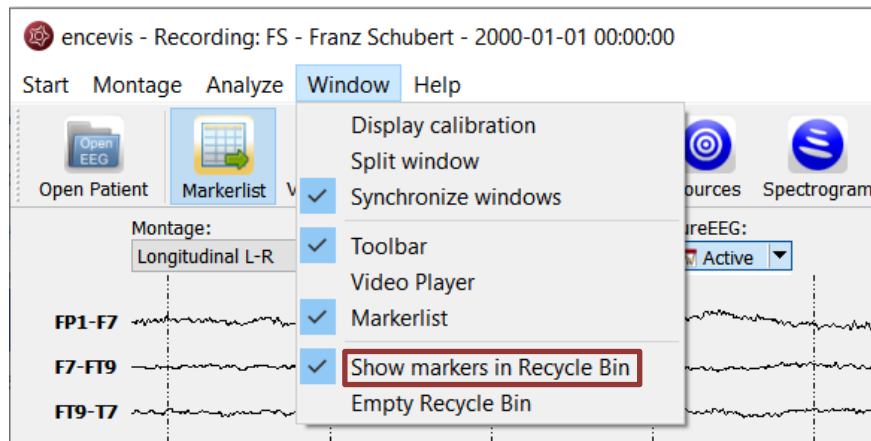 encevis - Recording: FS - Franz Schubert - 2000-01-01 00:00:00
Start Montage Analyze Window Help
Open EEG
Open Patient Markerlist Spectrogram
Display calibration
Split window
Synchronize windows
Toolbar
Video Player
Markerlist
Show markers in Recycle Bin
Empty Recycle Bin
Montage:
Longitudinal L-R
Active
FP1-F7
F7-FT9
FT9-T7